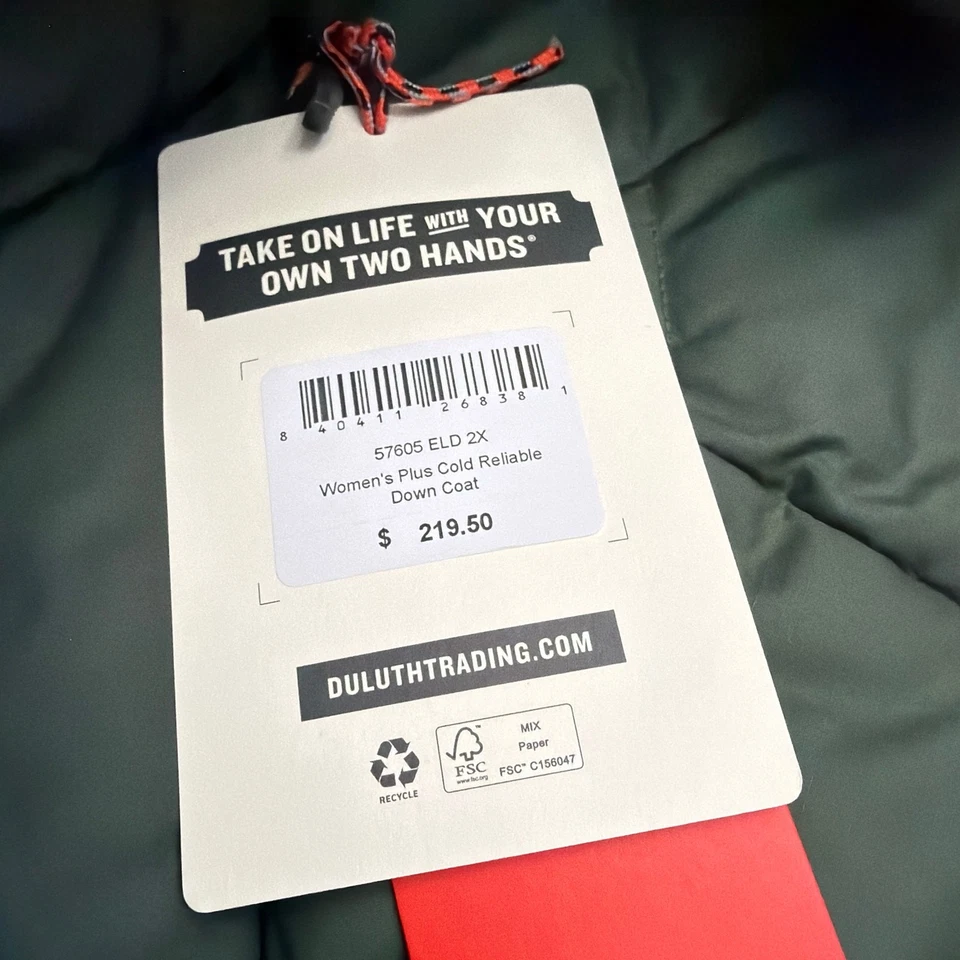 TAKE ON LIFE WITH YOUR
OWN TWO HANDS®
8 40411 26838 1
57605 ELD 2X
Women's Plus Cold Reliable
Down Coat
$ 219.50
DULUTHTRADING.COM
RECYCLE
FSC™
www.fsc.org
MIX
Paper
FSC™ C156047